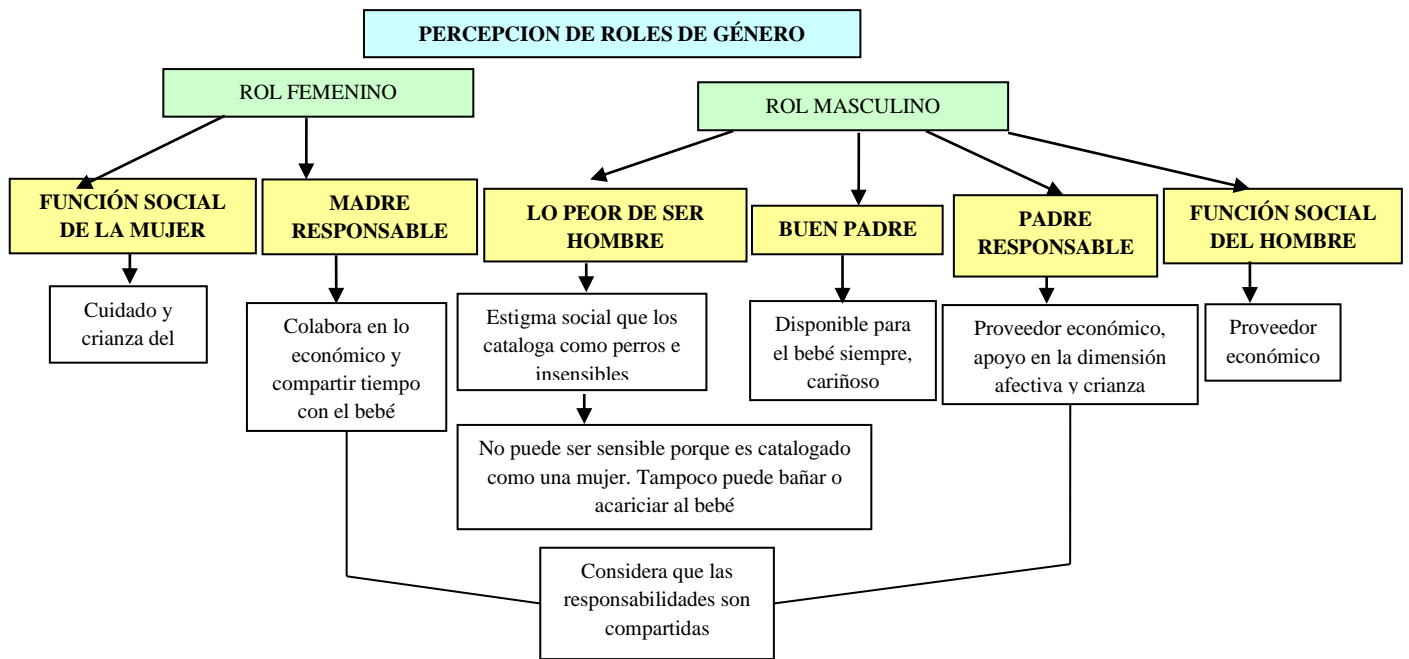 PERCEPCION DE ROLES DE GÉNERO
ROL FEMENINO
ROL MASCULINO
FUNCIÓN SOCIAL
DE LA MUJER
MADRE
RESPONSABLE
LO PEOR DE SER
HOMBRE
BUEN PADRE
PADRE
RESPONSABLE
FUNCIÓN SOCIAL
DEL HOMBRE
Cuidado y
crianza del
Colabora en lo
económico y
compartir tiempo
con el bebé
Estigma social que los
cataloga como perros e
insensibles
Disponible para
el bebé siempre,
cariñoso
Proveedor económico,
apoyo en la dimensión
afectiva y crianza
Proveedor
económico
No puede ser sensible porque es catalogado
como una mujer. Tampoco puede bañar o
acariciar al bebé
Considera que las
responsabilidades son
compartidas